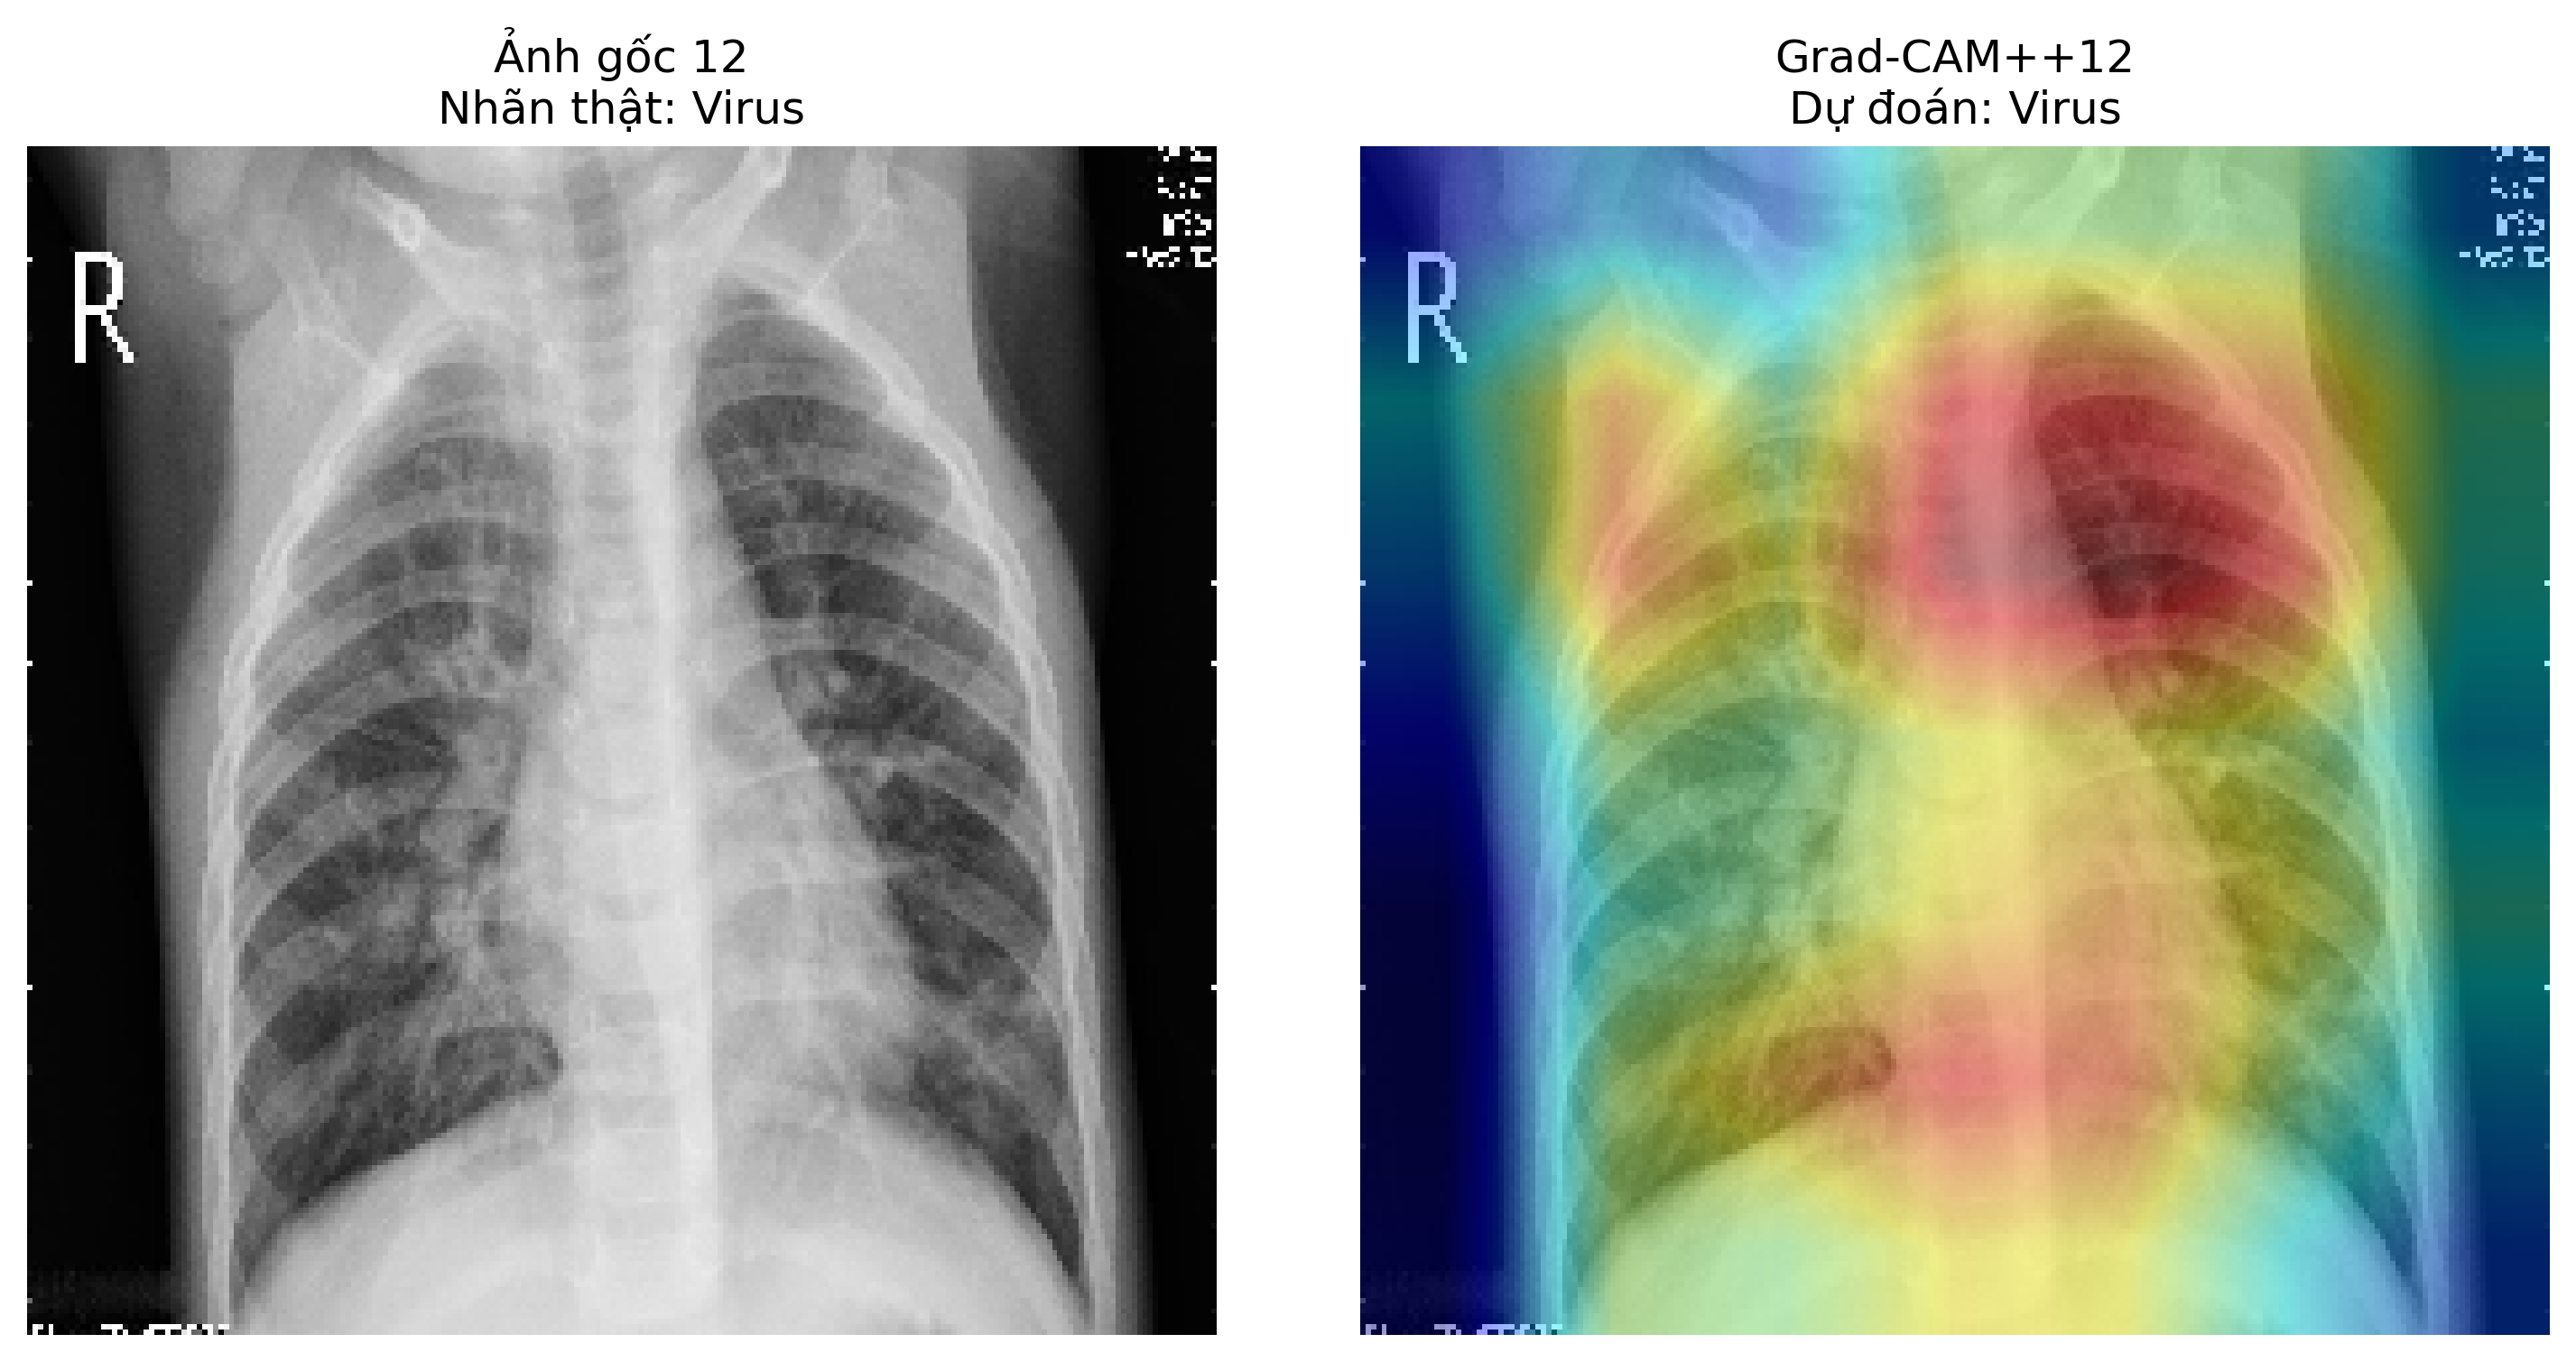 Ảnh gốc 12
Nhãn thật: Virus
Grad-CAM++12
Dự đoán: Virus
R
R